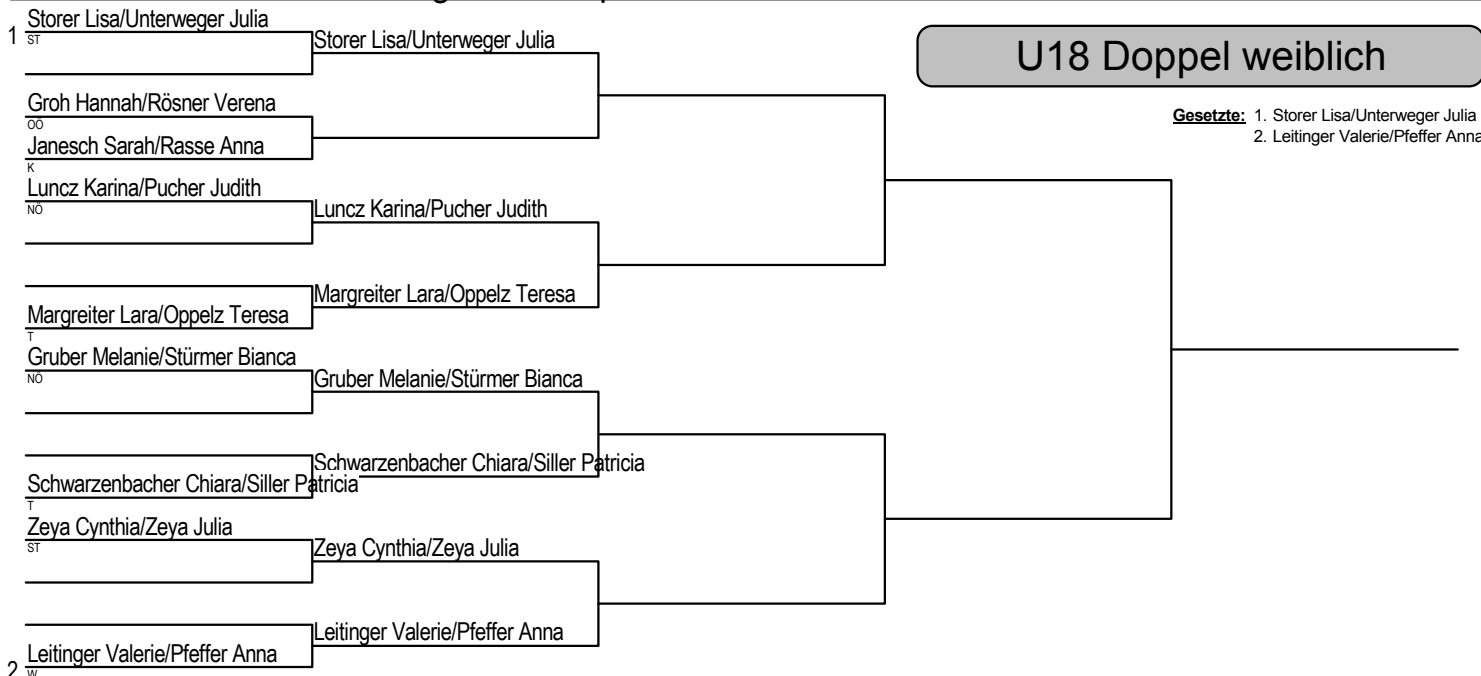 1 Storer Lisa/Unterweger Julia
ST
Storer Lisa/Unterweger Julia
U18 Doppel weiblich
Groh Hannah/Rösner Verena
OÖ
Gesetzte: 1. Storer Lisa/Unterweger Julia
2. Leitinger Valerie/Pfeffer Anna
Janesch Sarah/Rasse Anna
K
Luncz Karina/Pucher Judith
NÖ
Luncz Karina/Pucher Judith
Margreiter Lara/Oppelz Teresa
Margreiter Lara/Oppelz Teresa
T
Gruber Melanie/Stürmer Bianca
NÖ
Gruber Melanie/Stürmer Bianca
Schwarzenbacher Chiara/Siller Patricia
Schwarzenbacher Chiara/Siller Patricia
T
Zeya Cynthia/Zeya Julia
ST
Zeya Cynthia/Zeya Julia
Leitinger Valerie/Pfeffer Anna
2 Leitinger Valerie/Pfeffer Anna
W